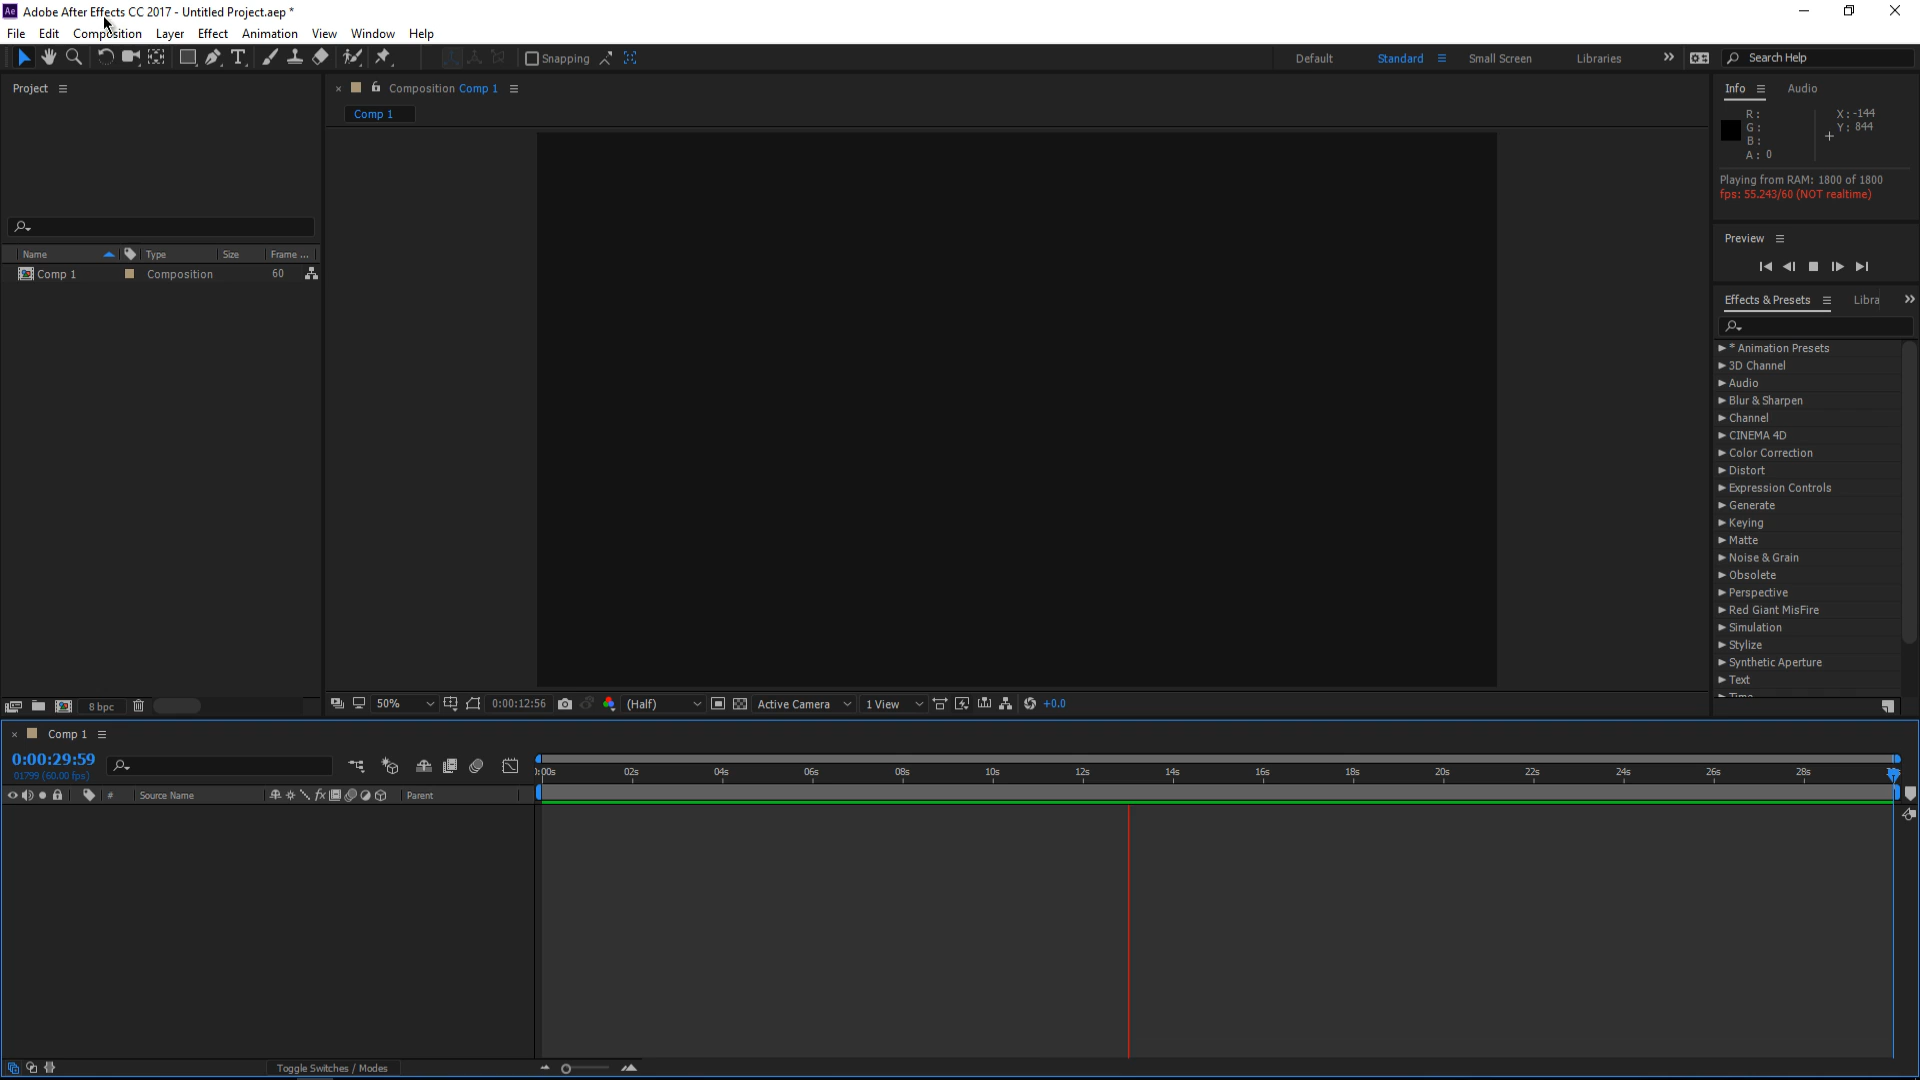 Ae Adobe After Effects CC 2017 - Untitled Project.aep *
File Edit Composition Layer Effect Animation View Window Help
Snapping
Default Standard Small Screen Libraries Search Help
Project
Composition Comp 1
Info Audio
Comp 1
R:
G:
B:
A: 0
X: -144
Y: 844
Playing from RAM: 1800 of 1800
fps: 55.243/60 (NOT realtime)
Preview
Name Type Size Frame ...
Comp 1 Composition 60
Effects & Presets Libra
* Animation Presets
3D Channel
Audio
Blur & Sharpen
Channel
CINEMA 4D
Color Correction
Distort
Expression Controls
Generate
Keying
Matte
Noise & Grain
Obsolete
Perspective
Red Giant MisFire
Simulation
Stylize
Synthetic Aperture
Text
8 bpc
50% 0:00:12:56 (Half) Active Camera 1 View +0.0
Comp 1
0:00:29:59
01799 (60.00 fps)
:00s 02s 04s 06s 08s 10s 12s 14s 16s 18s 20s 22s 24s 26s 28s
# Source Name fx Parent
Toggle Switches / Modes